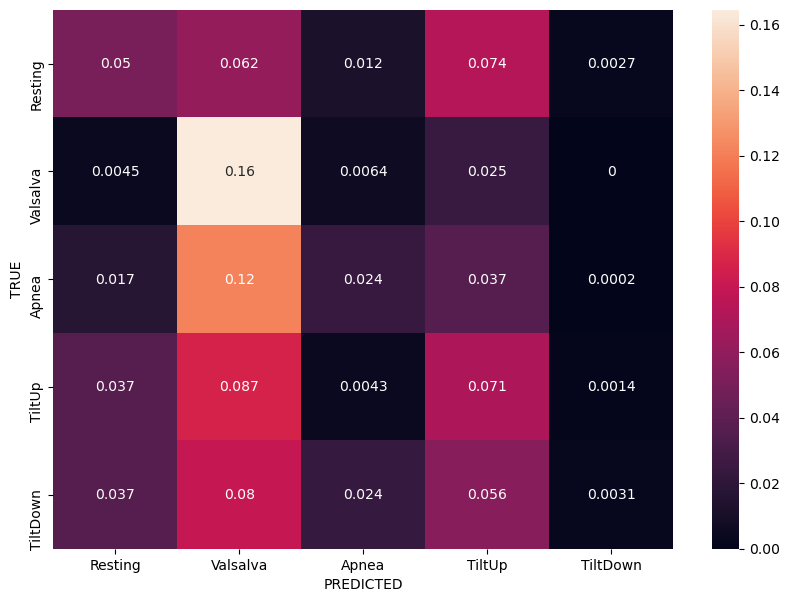 0.05 0.062 0.012 0.074 0.0027
0.0045 0.16 0.0064 0.025 0
0.017 0.12 0.024 0.037 0.0002
0.037 0.087 0.0043 0.071 0.0014
0.037 0.08 0.024 0.056 0.0031
Resting
Valsalva
Apnea
TiltUp
TiltDown
TRUE
Resting Valsalva Apnea TiltUp TiltDown
PREDICTED
0.16
0.14
0.12
0.10
0.08
0.06
0.04
0.02
0.00